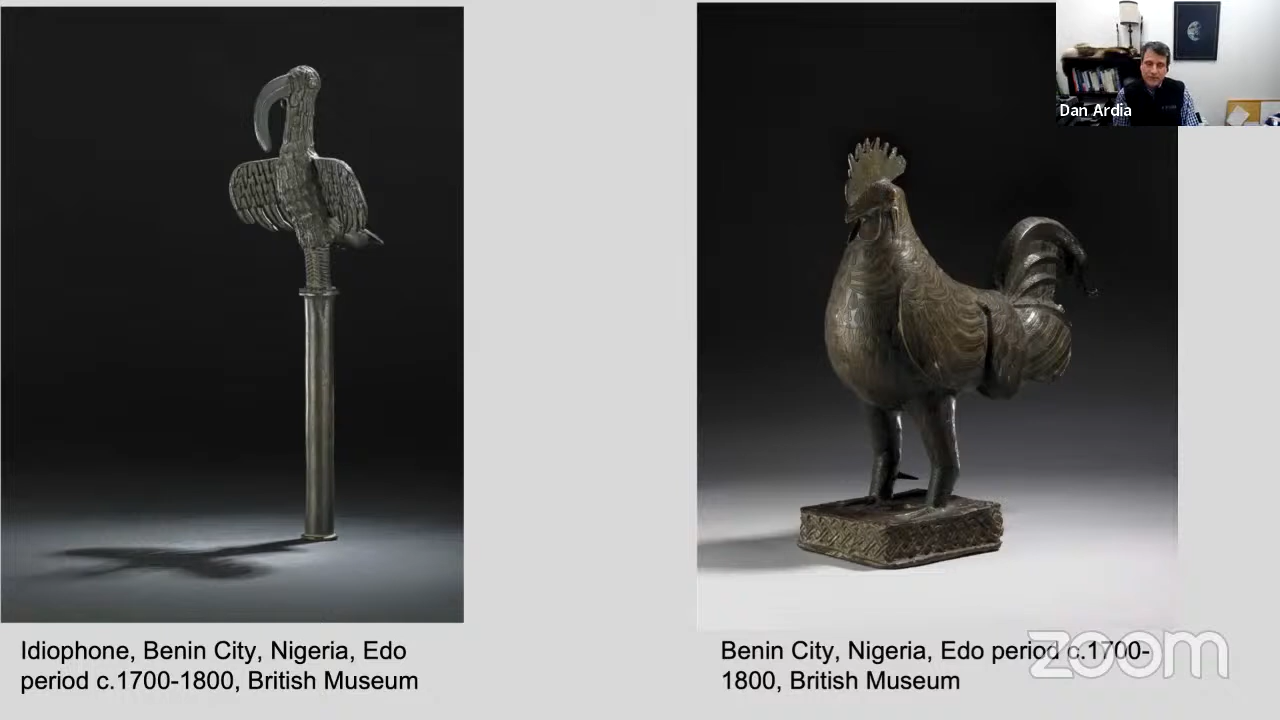 Dan Ardia
Idiophone, Benin City, Nigeria, Edo
period c.1700-1800, British Museum
Benin City, Nigeria, Edo period c.1700-
1800, British Museum
zoom